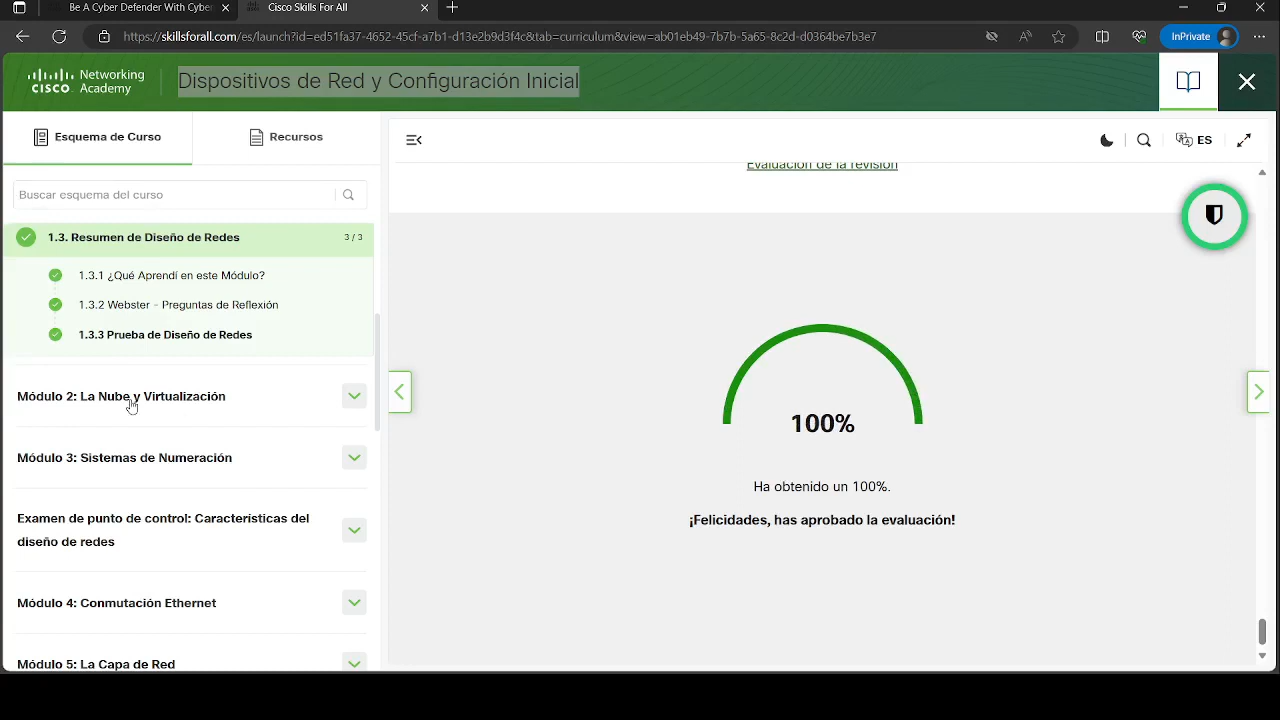 Be A Cyber Defender With Cyber
Cisco Skills For All
https://skillsforall.com/es/launch?id=ed51fa37-4652-45cf-a7b1-d13e2b9d3f4c8&tab=curriculum&view=ab01eb49-7b7b-5a65-8c2d-d0364be7b3e7
InPrivate
Networking
CISCO Academy
Dispositivos de Red y Configuración Inicial
Esquema de Curso
Recursos
ES
Buscar esquema del curso
Evaluación de la revisión
1.3. Resumen de Diseño de Redes 3 / 3
1.3.1 ¿Qué Aprendí en este Módulo?
1.3.2 Webster - Preguntas de Reflexión
1.3.3 Prueba de Diseño de Redes
Módulo 2: La Nube y Virtualización
Módulo 3: Sistemas de Numeración
Examen de punto de control: Características del
diseño de redes
Módulo 4: Conmutación Ethernet
Módulo 5: La Capa de Red
100%
Ha obtenido un 100%.
¡Felicidades, has aprobado la evaluación!